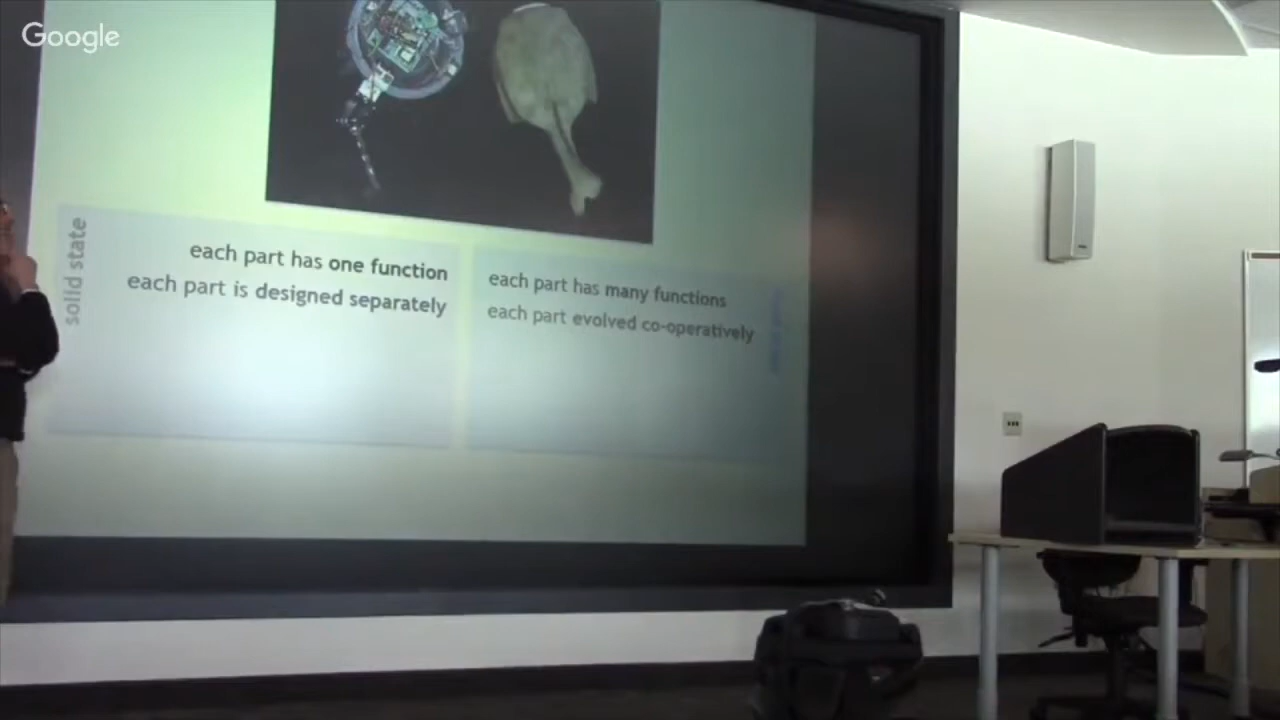 Google
solid state
each part has one function
each part is designed separately
each part has many functions
each part evolved co-operatively